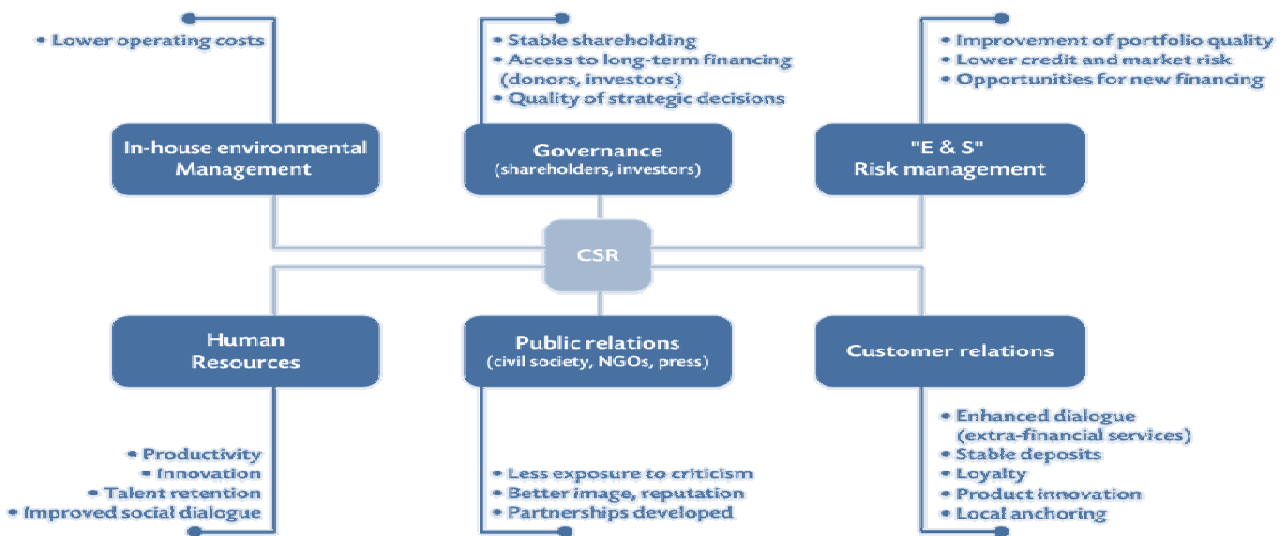 • Lower operating costs
• Stable shareholding
• Access to long-term financing
(donors, investors)
• Quality of strategic decisions
• Improvement of portfolio quality
• Lower credit and market risk
• Opportunities for new financing
In-house environmental
Management
Governance
(shareholders, investors)
"E & S"
Risk management
CSR
Human
Resources
Public relations
(civil society, NGOs, press)
Customer relations
• Productivity
• Innovation
• Talent retention
• Improved social dialogue
• Less exposure to criticism
• Better image, reputation
• Partnerships developed
• Enhanced dialogue
(extra-financial services)
• Stable deposits
• Loyalty
• Product innovation
• Local anchoring